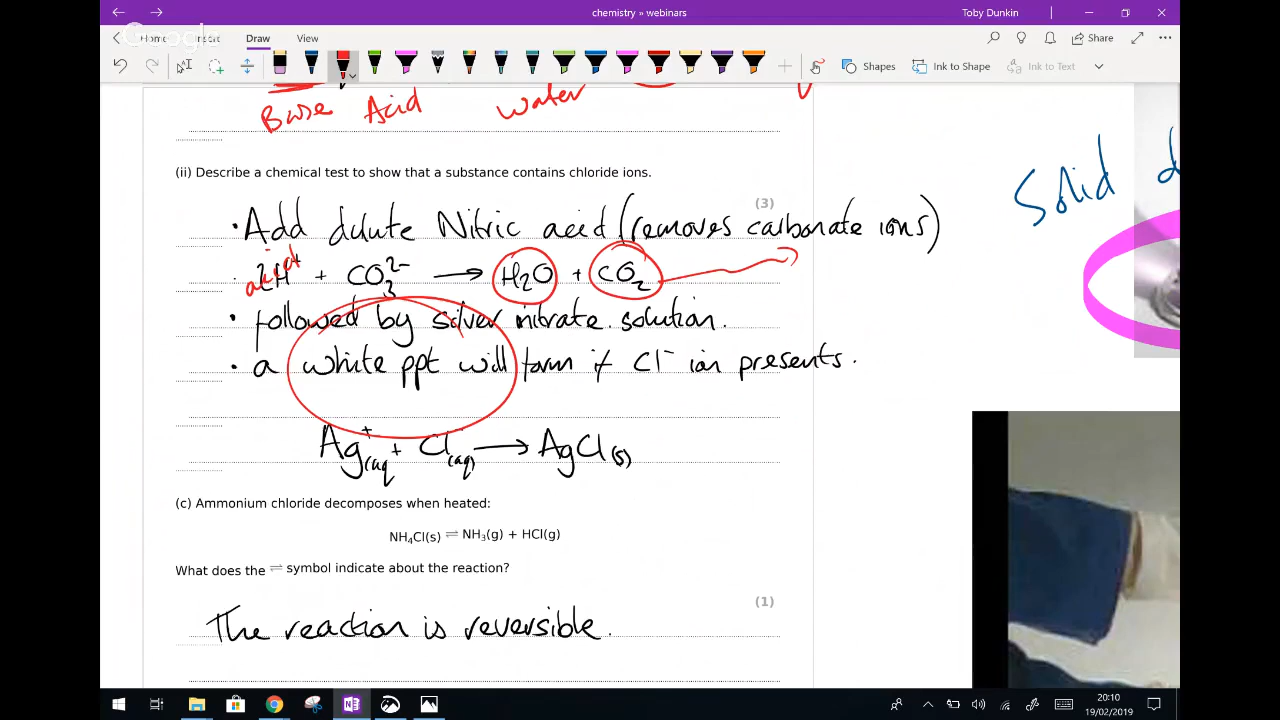 chemistry » webinars
Toby Dunkin
Google
Home Insert Draw View
Share
Shapes Ink to Shape Ink to Text
Base Acid water
(ii) Describe a chemical test to show that a substance contains chloride ions.
(3)
• Add dilute Nitric acid (removes carbonate ions)
acid
2H⁺ + CO₃²⁻ → H₂O + CO₂
• followed by silver nitrate solution.
• a white ppt will form if Cl⁻ ion presents.
Ag⁺(aq + Cl⁻(aq) → AgCl(s)
(c) Ammonium chloride decomposes when heated:
NH₄Cl(s) ⇌ NH₃(g) + HCl(g)
What does the ⇌ symbol indicate about the reaction?
(1)
The reaction is reversible.
Solid
20:10
19/02/2019